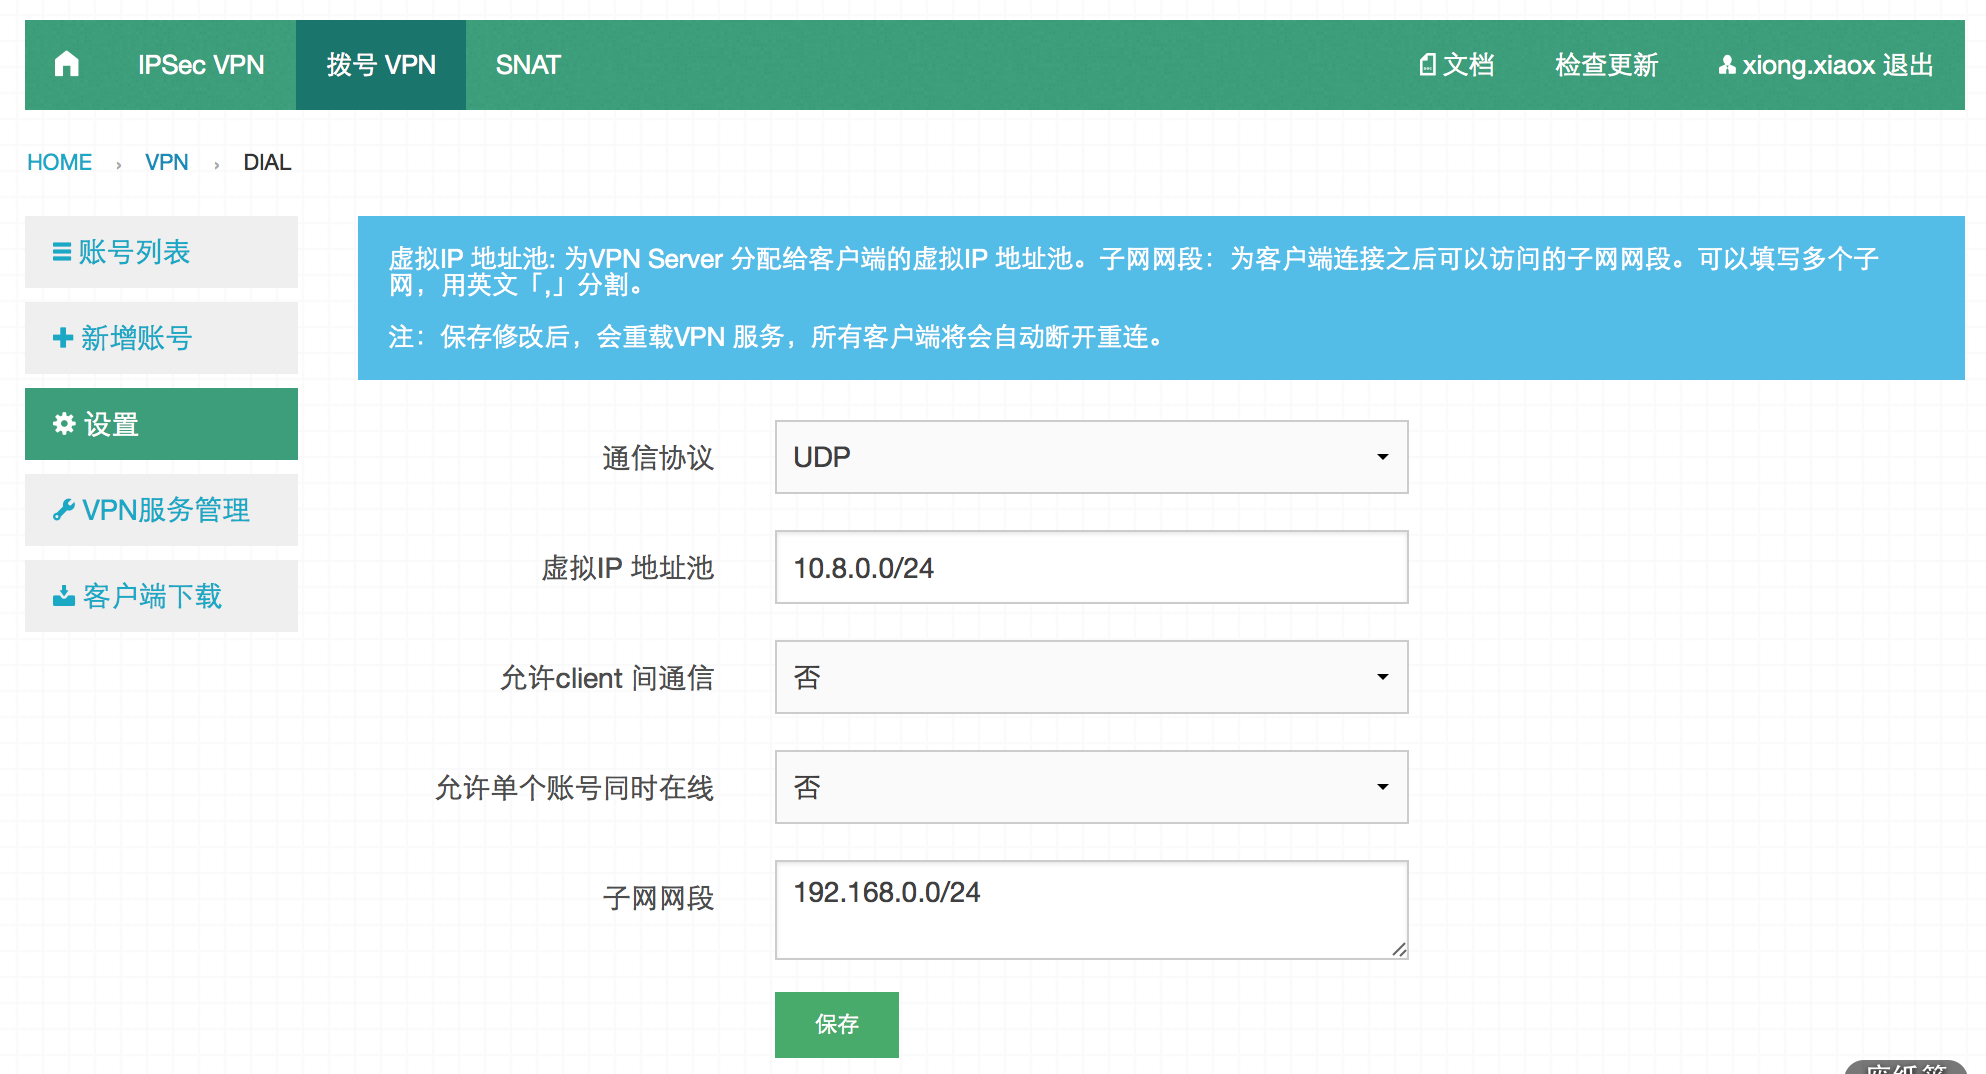 IPSec VPN 拨号 VPN SNAT 文档 检查更新 xiong.xiaox 退出
HOME › VPN › DIAL
账号列表
新增账号
设置
VPN服务管理
客户端下载
虚拟IP 地址池: 为VPN Server 分配给客户端的虚拟IP 地址池。子网网段：为客户端连接之后可以访问的子网网段。可以填写多个子
网，用英文「,」分割。
注：保存修改后，会重载VPN 服务，所有客户端将会自动断开重连。
通信协议 UDP
虚拟IP 地址池 10.8.0.0/24
允许client 间通信 否
允许单个账号同时在线 否
子网网段 192.168.0.0/24
保存